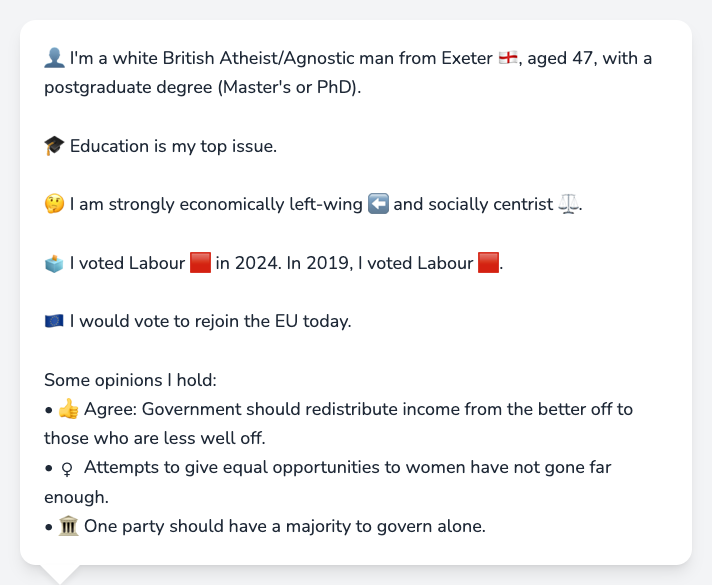 👤 I'm a white British Atheist/Agnostic man from Exeter 🏴󠁧󠁢󠁥󠁮󠁧󠁿, aged 47, with a
postgraduate degree (Master's or PhD).
🎓 Education is my top issue.
🤔 I am strongly economically left-wing ⬅️ and socially centrist ⚖️.
🗳️ I voted Labour 🟥 in 2024. In 2019, I voted Labour 🟥.
🇪🇺 I would vote to rejoin the EU today.
Some opinions I hold:
• 👍 Agree: Government should redistribute income from the better off to
those who are less well off.
• ♀ Attempts to give equal opportunities to women have not gone far
enough.
• 🏛️ One party should have a majority to govern alone.